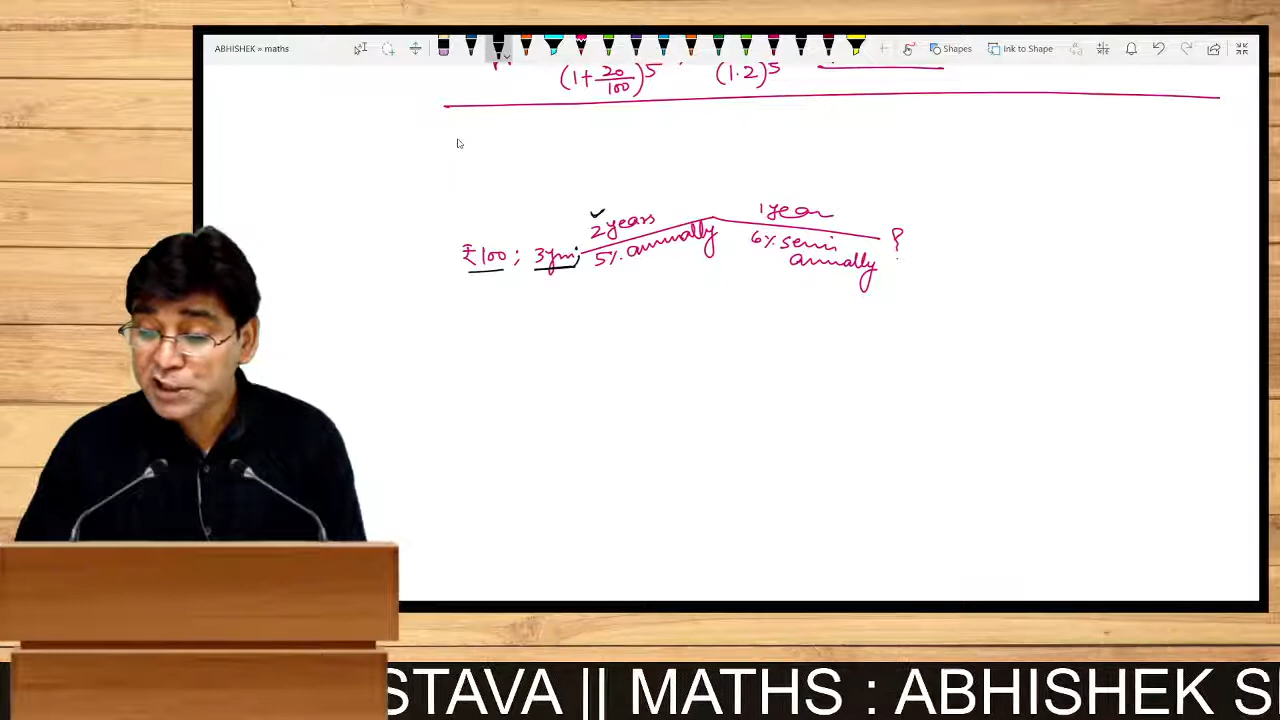 ABHISHEK » maths
Shapes
Ink to Shape
(1+20/100)^5
(1.2)^5
₹100 ; 3 yrs ;
2 years
5% annually
1 year
6% semi
annually
?
STAVA || MATHS : ABHISHEK S